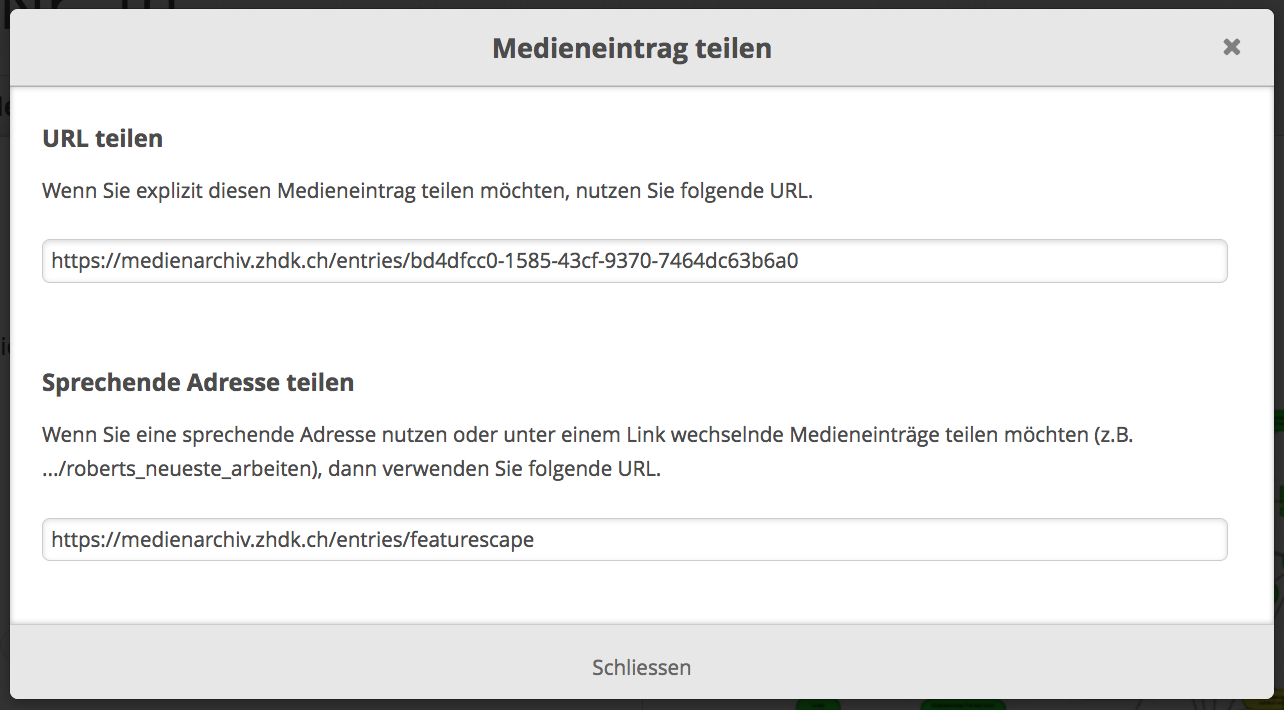 Medieneintrag teilen
URL teilen
Wenn Sie explizit diesen Medieneintrag teilen möchten, nutzen Sie folgende URL.
https://medienarchiv.zhdk.ch/entries/bd4dfcc0-1585-43cf-9370-7464dc63b6a0
Sprechende Adresse teilen
Wenn Sie eine sprechende Adresse nutzen oder unter einem Link wechselnde Medieneinträge teilen möchten (z.B.
.../roberts_neueste_arbeiten), dann verwenden Sie folgende URL.
https://medienarchiv.zhdk.ch/entries/featurescape
Schliessen